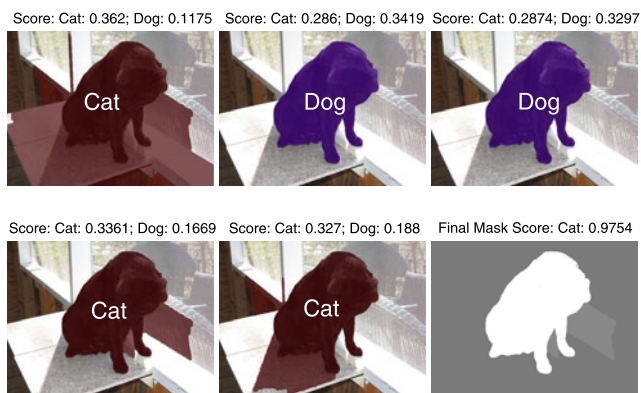 Score: Cat: 0.362; Dog: 0.1175
Score: Cat: 0.286; Dog: 0.3419
Score: Cat: 0.2874; Dog: 0.3297
Cat
Dog
Dog
Score: Cat: 0.3361; Dog: 0.1669
Score: Cat: 0.327; Dog: 0.188
Final Mask Score: Cat: 0.9754
Cat
Cat